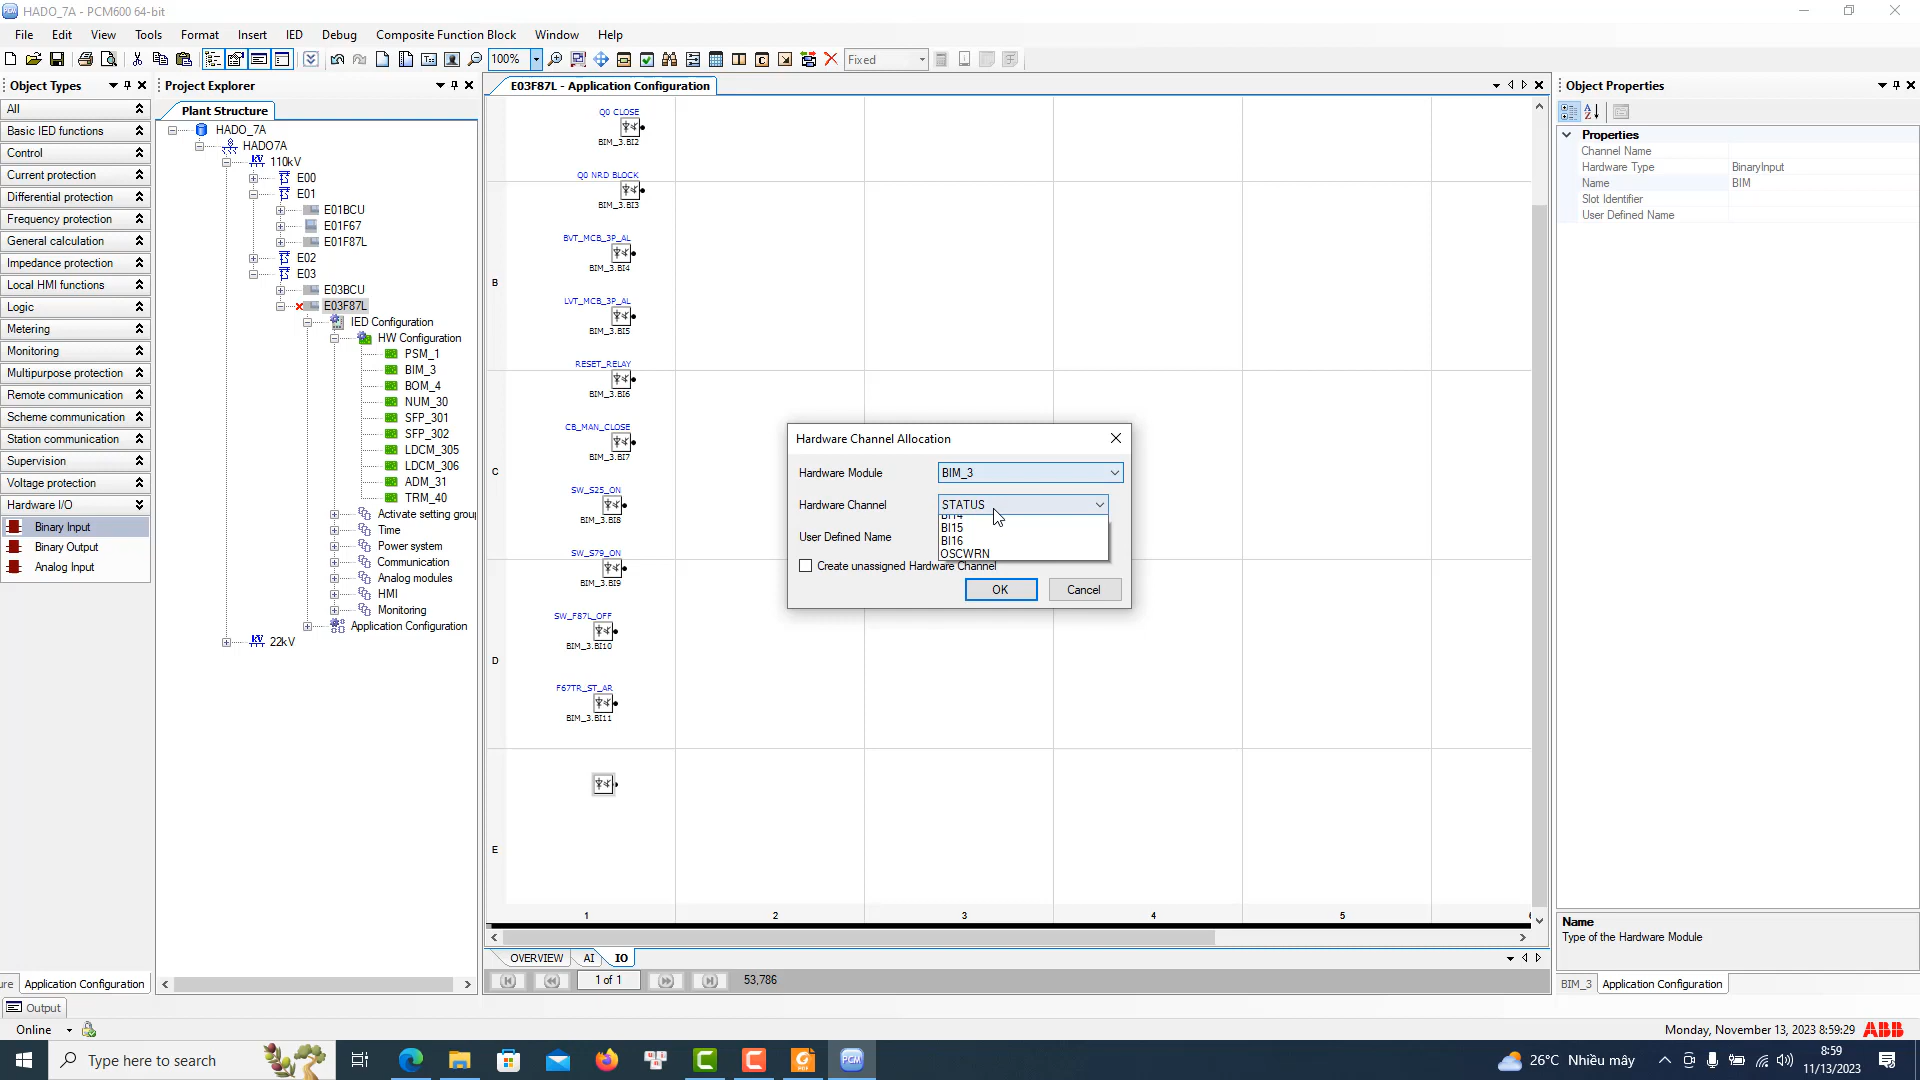 HADO_7A - PCM600 64-bit
File Edit View Tools Format Insert IED Debug Composite Function Block Window Help
100%
Fixed
Object Types
All
Basic IED functions
Control
Current protection
Differential protection
Frequency protection
General calculation
Impedance protection
Local HMI functions
Logic
Metering
Monitoring
Multipurpose protection
Remote communication
Scheme communication
Station communication
Supervision
Voltage protection
Hardware I/O
Binary Input
Binary Output
Analog Input
Project Explorer
Plant Structure
HADO_7A
HADO7A
110kV
E00
E01
E01BCU
E01F67
E01F87L
E02
E03
E03BCU
E03F87L
IED Configuration
HW Configuration
PSM_1
BIM_3
BOM_4
NUM_30
SFP_301
SFP_302
LDCM_305
LDCM_306
ADM_31
TRM_40
Activate setting grou
Time
Power system
Communication
Analog modules
HMI
Monitoring
Application Configuration
22kV
E03F87L - Application Configuration
Q0 CLOSE
BIM_3.BI2
Q0 NRD BLOCK
BIM_3.BI3
BVT_MCB_3P_AL
BIM_3.BI4
B
LVT_MCB_3P_AL
BIM_3.BI5
RESET_RELAY
BIM_3.BI6
CB_MAN_CLOSE
BIM_3.BI7
C
SW_S25_ON
BIM_3.BI8
SW_S79_ON
BIM_3.BI9
SW_F87L_OFF
BIM_3.BI10
D
F67TR_ST_AR
BIM_3.BI11
E
1 2 3 4 5
OVERVIEW AI IO
1 of 1
53,786
Hardware Channel Allocation
Hardware Module BIM_3
Hardware Channel STATUS
BI14
BI15
BI16
OSCWRN
User Defined Name
Create unassigned Hardware Channel
OK Cancel
Object Properties
Properties
Channel Name
Hardware Type BinaryInput
Name BIM
Slot Identifier
User Defined Name
Name
Type of the Hardware Module
BIM_3 Application Configuration
ure Application Configuration
Output
Online
Monday, November 13, 2023 8:59:29 ABB
Type here to search
PCM
26°C Nhiều mây
8:59
11/13/2023